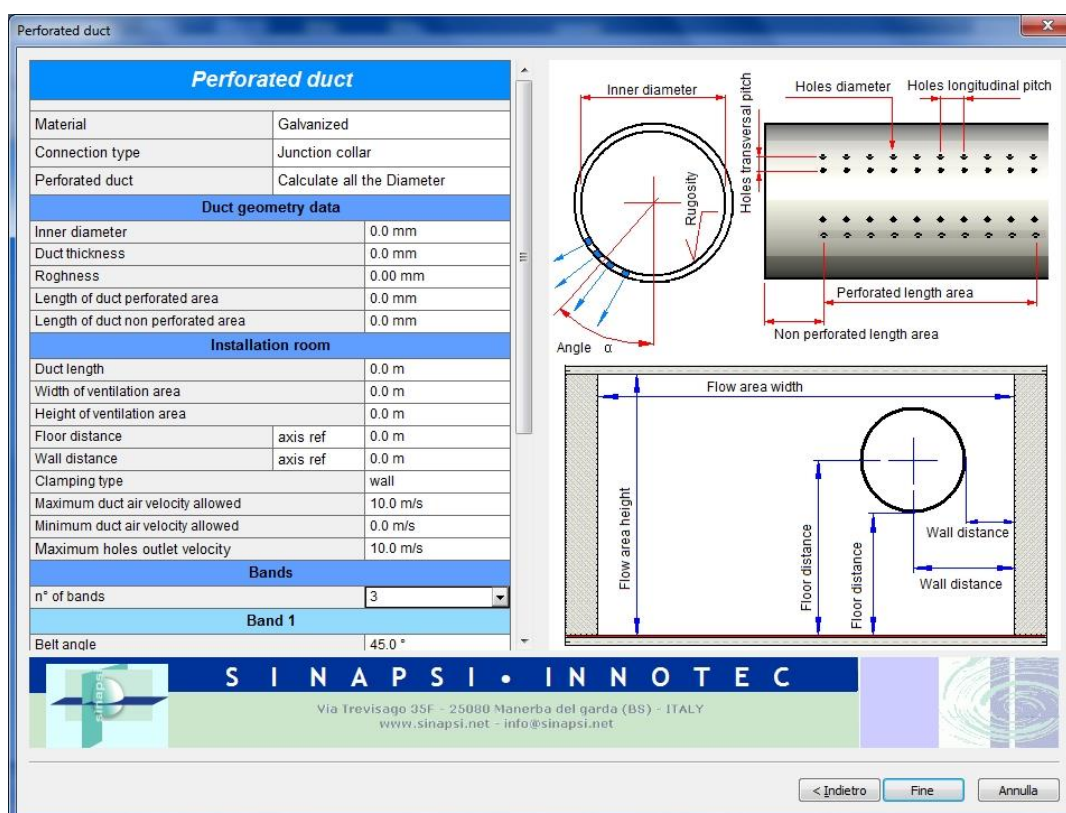 Perforated duct
Perforated duct
Material Galvanized
Connection type Junction collar
Perforated duct Calculate all the Diameter
Duct geometry data
Inner diameter 0.0 mm
Duct thickness 0.0 mm
Roghness 0.00 mm
Length of duct perforated area 0.0 mm
Length of duct non perforated area 0.0 mm
Installation room
Duct length 0.0 m
Width of ventilation area 0.0 m
Height of ventilation area 0.0 m
Floor distance axis ref 0.0 m
Wall distance axis ref 0.0 m
Clamping type wall
Maximum duct air velocity allowed 10.0 m/s
Minimum duct air velocity allowed 0.0 m/s
Maximum holes outlet velocity 10.0 m/s
Bands
n° of bands 3
Band 1
Belt angle 45.0 °
Inner diameter
Rugosity
Angle α
Holes transversal pitch
Holes diameter
Holes longitudinal pitch
Perforated length area
Non perforated length area
Flow area width
Flow area height
Floor distance
Floor distance
Wall distance
Wall distance
sinapsi
SINAPSI • INNOTEC
Via Trevisago 35F - 25080 Manerba del garda (BS) - ITALY
www.sinapsi.net - info@sinapsi.net
< Indietro
Fine
Annulla